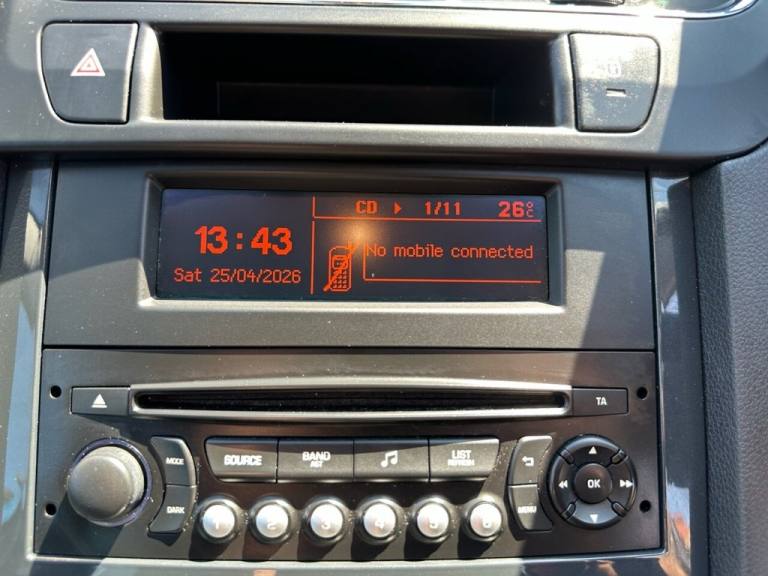 CD 1/11 26°C
13:43
No mobile connected
Sat 25/04/2026
TA
MODE
SOURCE
BAND
AST
LIST
REFRESH
DARK
MENU
OK
1 2 3 4 5 6